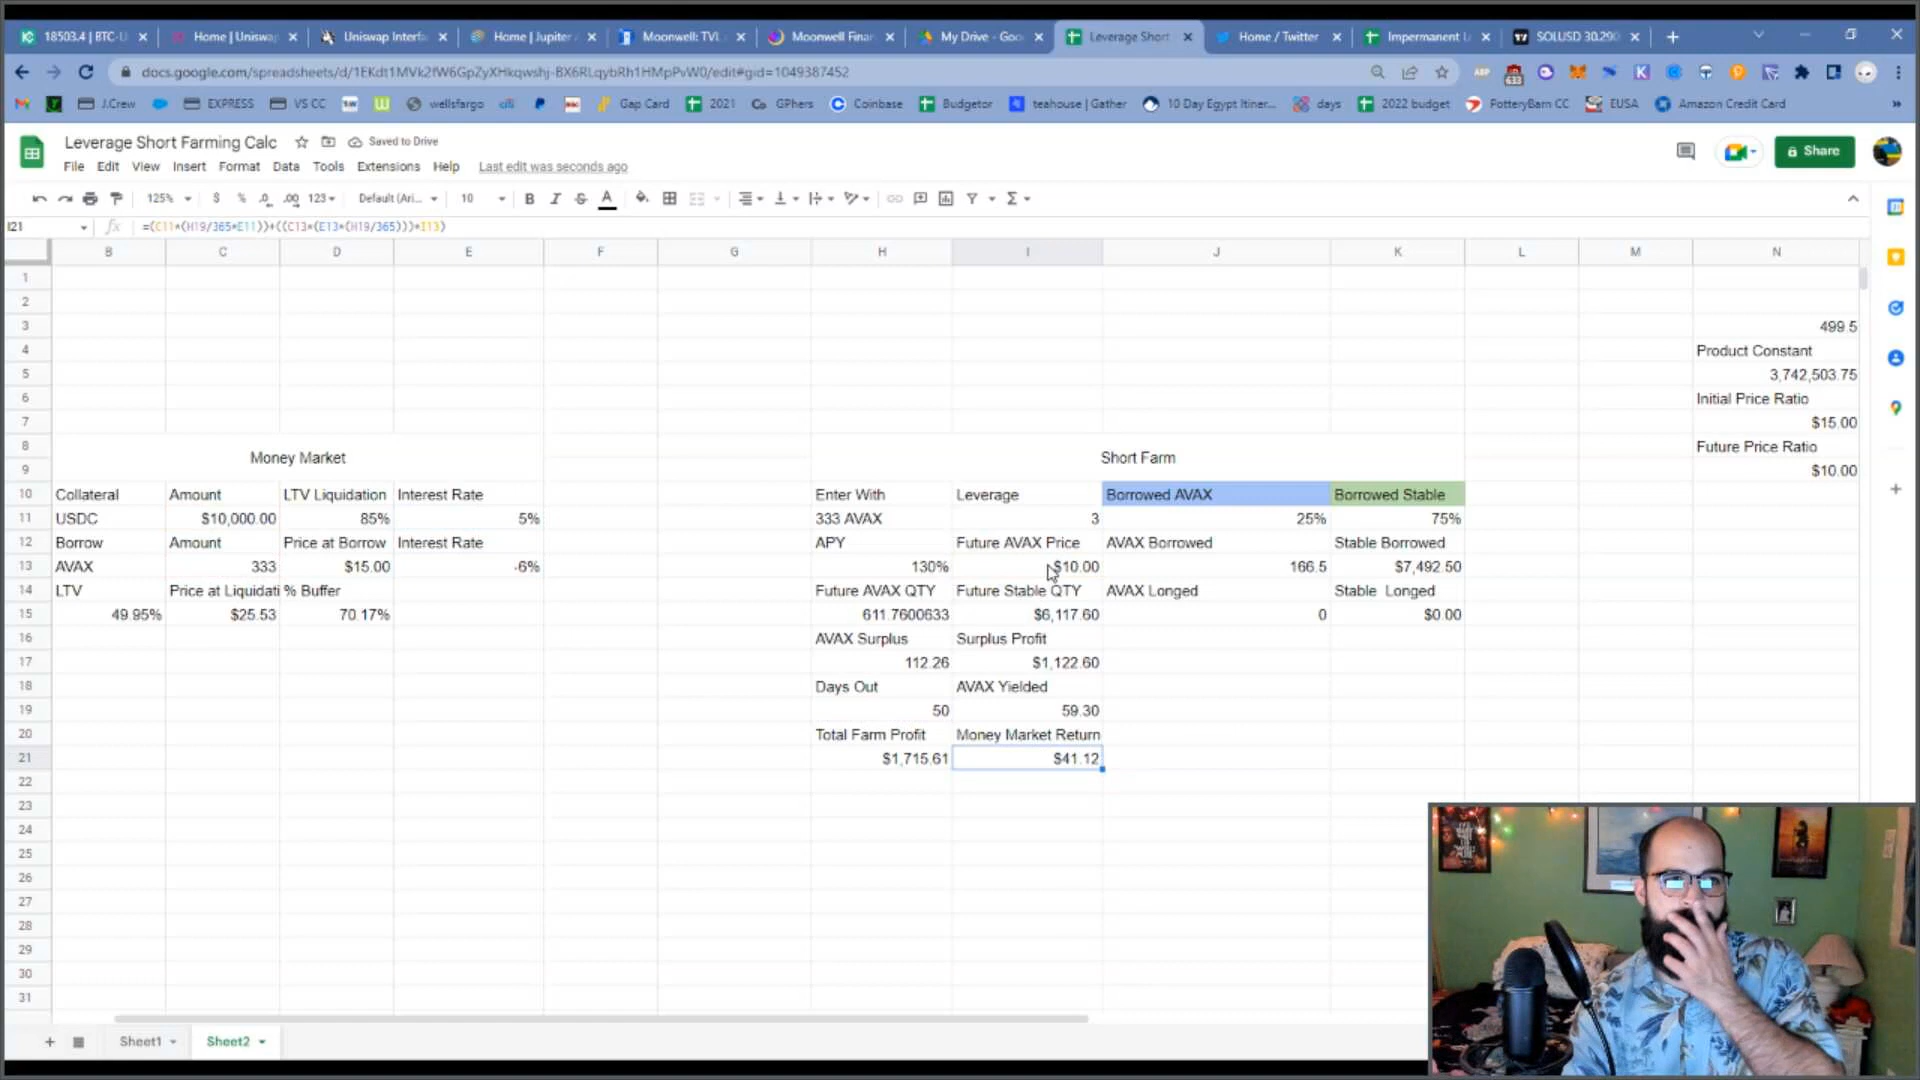 18503.4 | BTC-U
Home | Uniswap
Uniswap Interfa
Home | Jupiter
Moonwell: TVL
Moonwell Finan
My Drive - Goo
Leverage Short
Home / Twitter
Impermanent L
SOLUSD 30.290
docs.google.com/spreadsheets/d/1EKdt1MVk2fW6GpZyXHkqwshj-BX6RLqybRh1HMpPvW0/edit#gid=1049387452
J.Crew
EXPRESS
VS CC
wellsfargo
citi
Gap Card
2021
GPhers
Coinbase
Budgetor
teahouse | Gather
10 Day Egypt Itiner...
days
2022 budget
PotteryBarn CC
EUSA
Amazon Credit Card
Leverage Short Farming Calc
Saved to Drive
File Edit View Insert Format Data Tools Extensions Help
Last edit was seconds ago
Share
125% $ % .0 .00 123 Default (Ari... 10 B I S A
I21
fx =(C11*(H19/365*E11))+((C13*(E13*(H19/365)))*I13)
B C D E F G H I J K L M N
1
2
3 499.5
4 Product Constant
5 3,742,503.75
6 Initial Price Ratio
7 $15.00
8 Future Price Ratio
Money Market Short Farm
9 $10.00
10 Collateral Amount LTV Liquidation Interest Rate Enter With Leverage Borrowed AVAX Borrowed Stable
11 USDC $10,000.00 85% 5% 333 AVAX 3 25% 75%
12 Borrow Amount Price at Borrow Interest Rate APY Future AVAX Price AVAX Borrowed Stable Borrowed
13 AVAX 333 $15.00 -6% 130% $10.00 166.5 $7,492.50
14 LTV Price at Liquidati % Buffer Future AVAX QTY Future Stable QTY AVAX Longed Stable Longed
15 49.95% $25.53 70.17% 611.7600633 $6,117.60 0 $0.00
16 AVAX Surplus Surplus Profit
17 112.26 $1,122.60
18 Days Out AVAX Yielded
19 50 59.30
20 Total Farm Profit Money Market Return
21 $1,715.61 $41.12
22
23
24
25
26
27
28
29
30
31
Sheet1
Sheet2